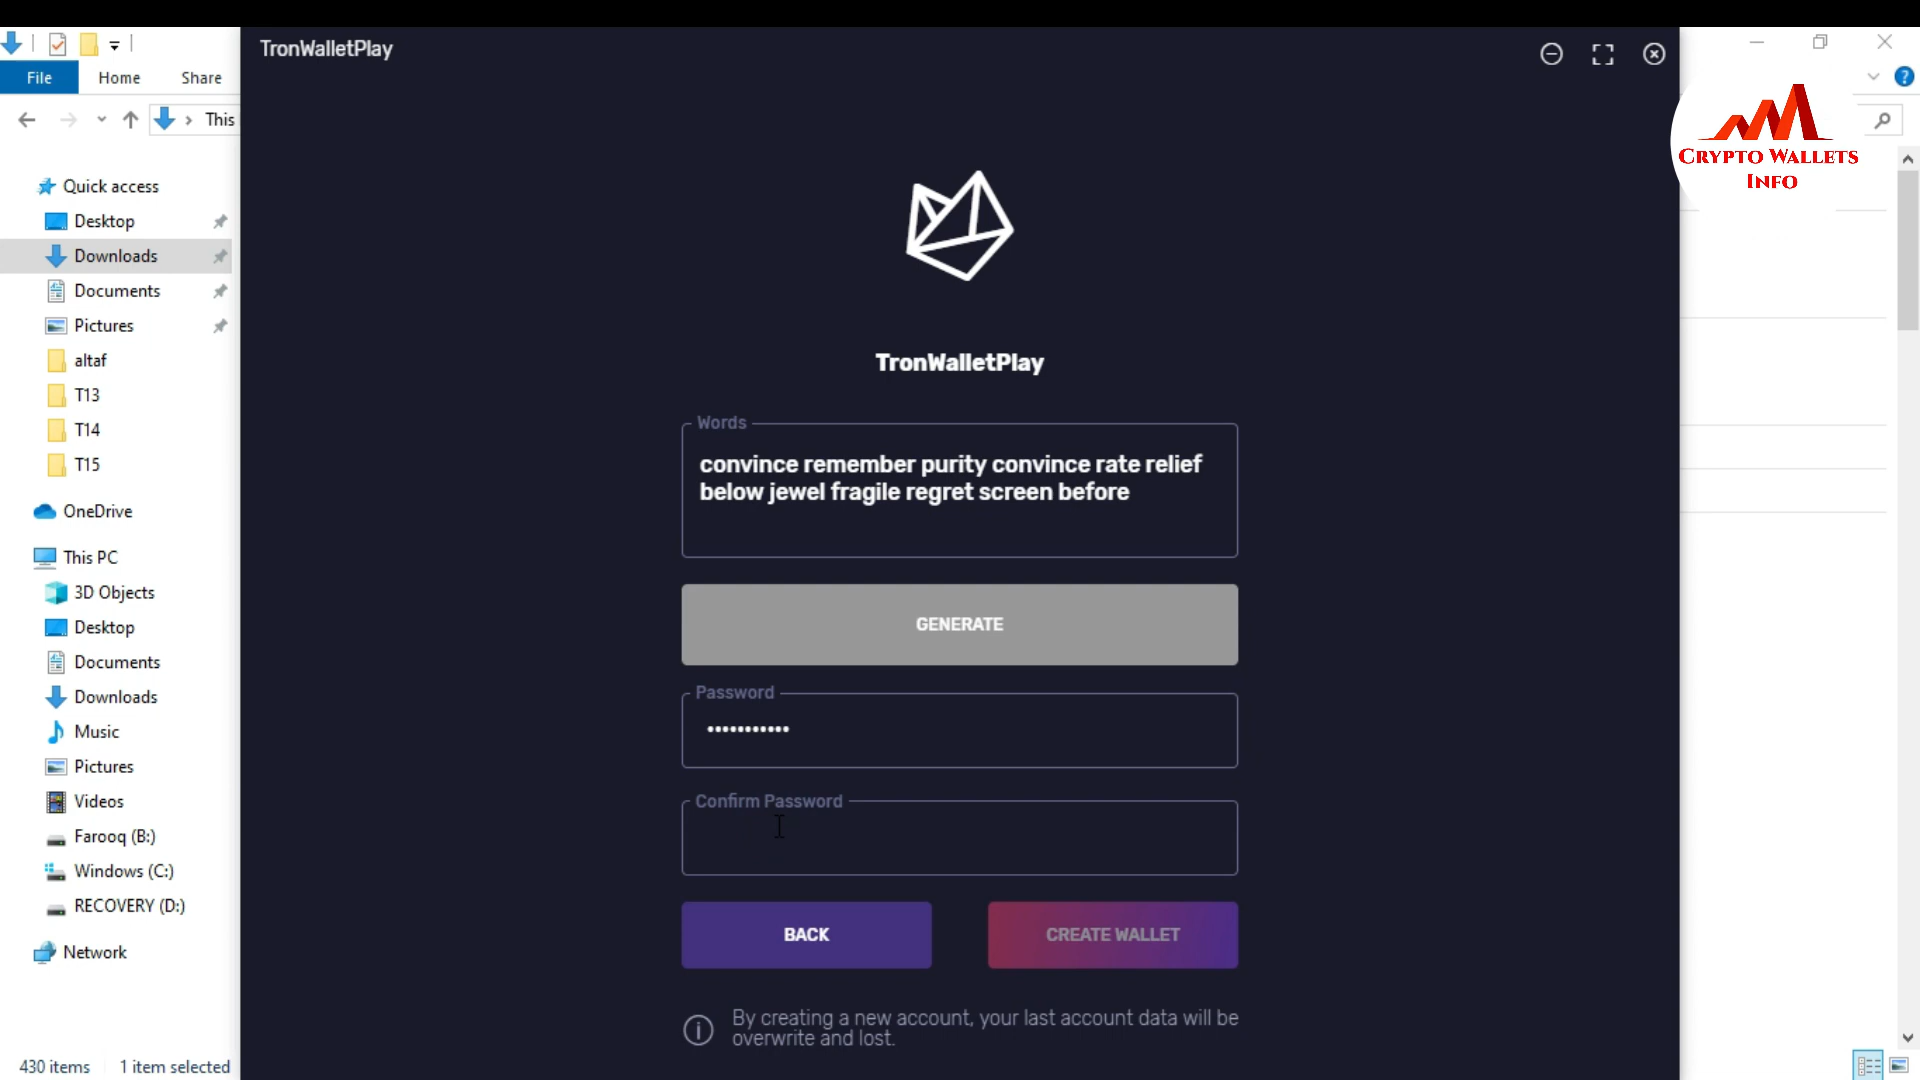 TronWalletPlay
File
Home
Share
This
CRYPTO WALLETS
INFO
Quick access
Desktop
Downloads
Documents
Pictures
altaf
T13
T14
T15
OneDrive
This PC
3D Objects
Desktop
Documents
Downloads
Music
Pictures
Videos
Farooq (B:)
Windows (C:)
RECOVERY (D:)
Network
430 items
1 item selected
TronWalletPlay
Words
convince remember purity convince rate relief
below jewel fragile regret screen before
GENERATE
Password
•••••••••••
Confirm Password
BACK
CREATE WALLET
By creating a new account, your last account data will be
overwrite and lost.